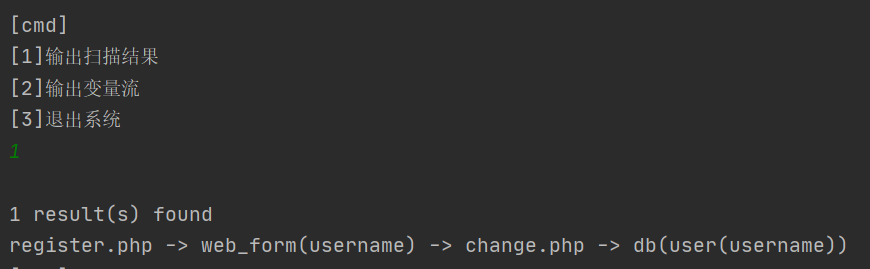 [cmd]
[1]输出扫描结果
[2]输出变量流
[3]退出系统
1
1 result(s) found
register.php -> web_form(username) -> change.php -> db(user(username))